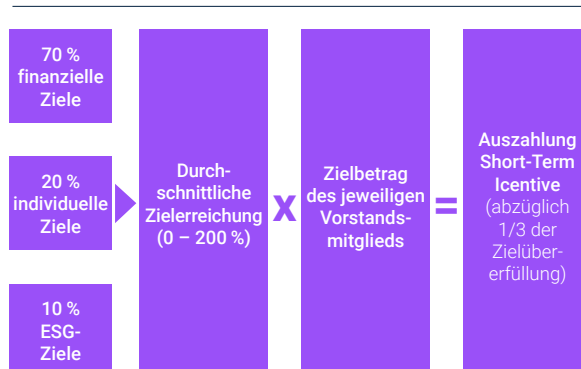 70 %
finanzielle
Ziele
20 %
individuelle
Ziele
10 %
ESG-
Ziele
Durch-
schnittliche
Zielerreichung
(0 – 200 %)
X
Zielbetrag
des jeweiligen
Vorstands-
mitglieds
=
Auszahlung
Short-Term
Icentive
(abzüglich
1/3 der
Zielüber-
erfüllung)